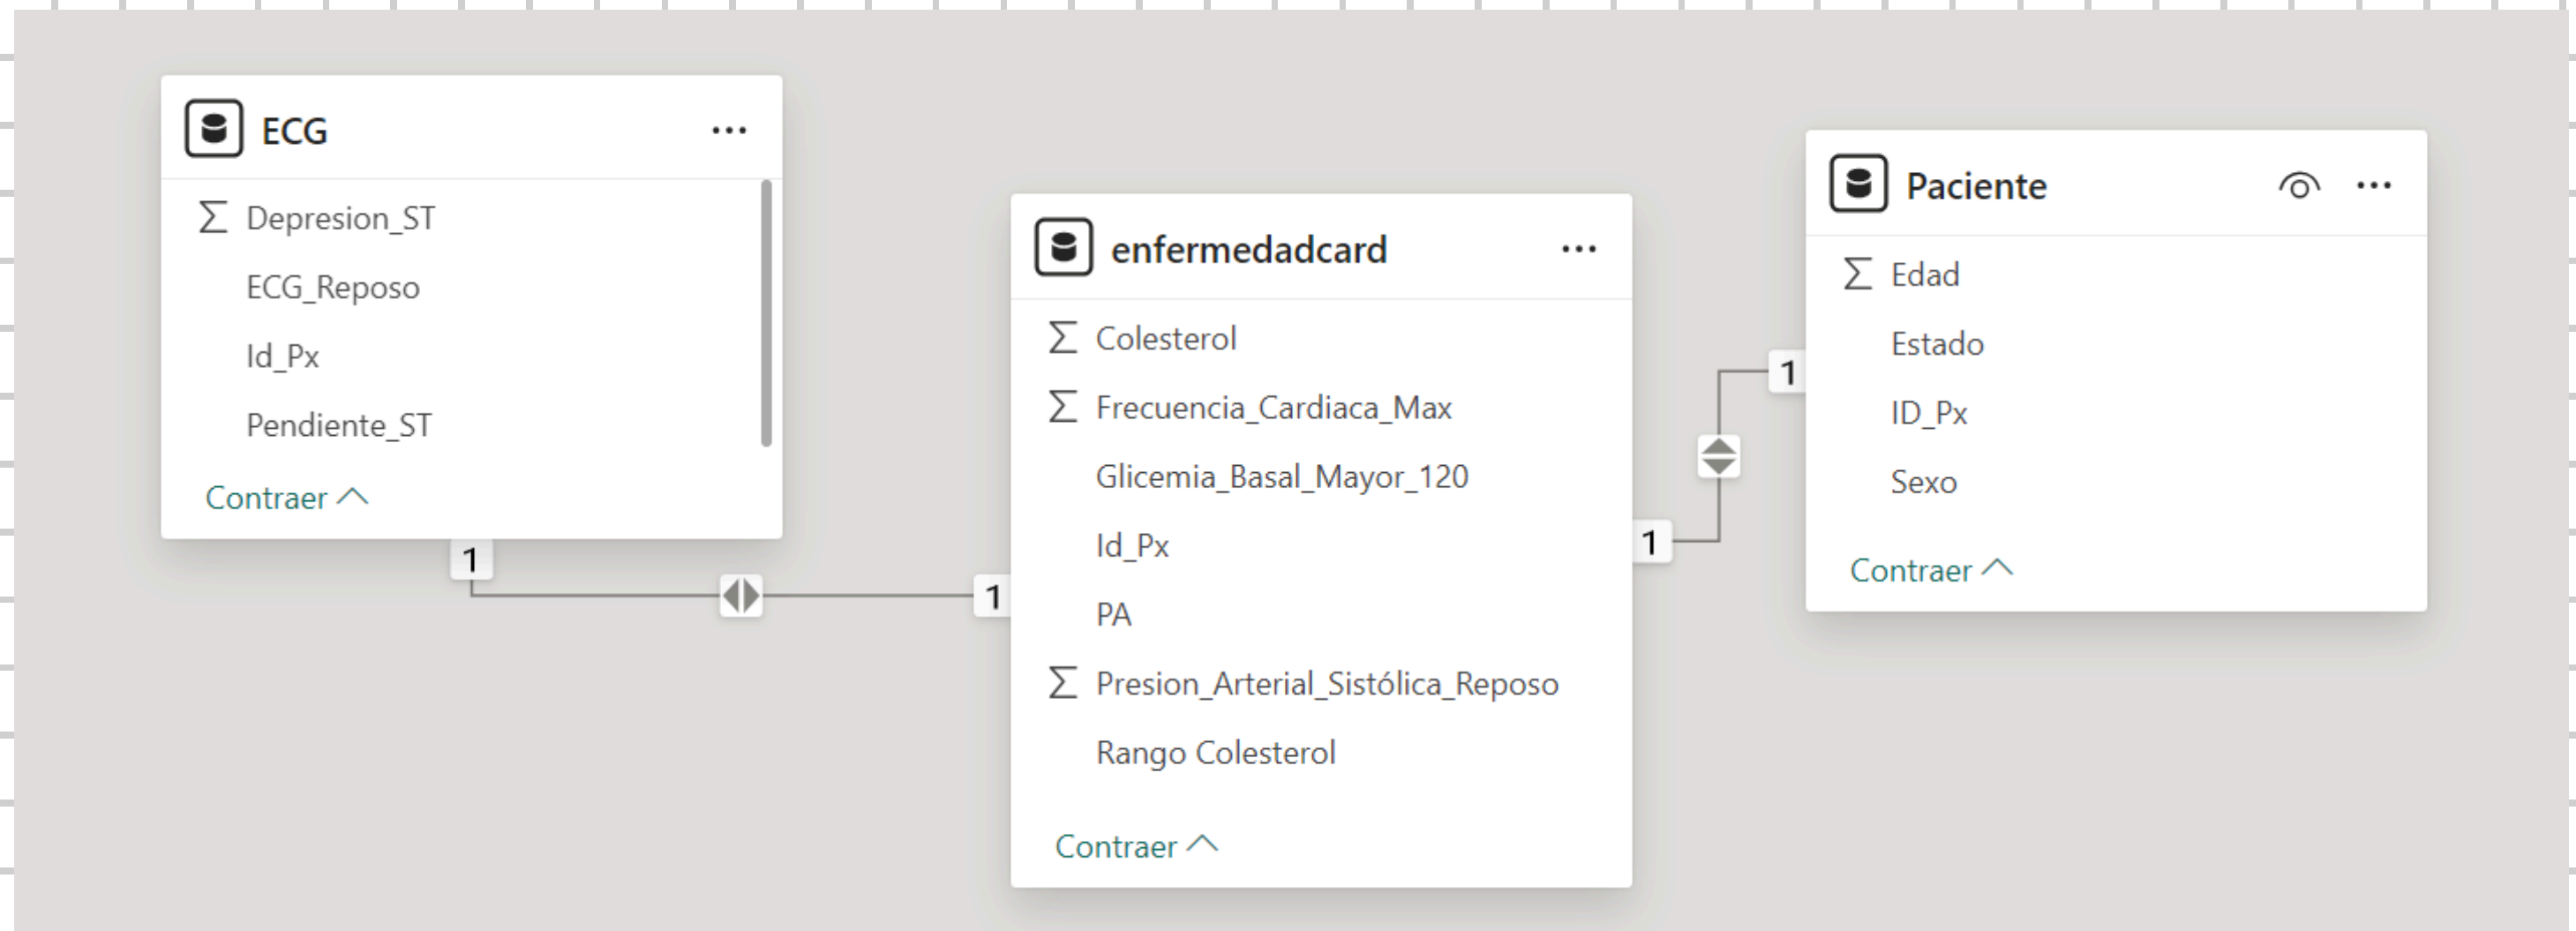 ECG
Depresion_ST
ECG_Reposo
Id_Px
Pendiente_ST
Contraer
1
1
enfermedadcard
Colesterol
Frecuencia_Cardiaca_Max
Glicemia_Basal_Mayor_120
Id_Px
PA
Presion_Arterial_Sistólica_Reposo
Rango Colesterol
Contraer
1
1
Paciente
Edad
Estado
ID_Px
Sexo
Contraer